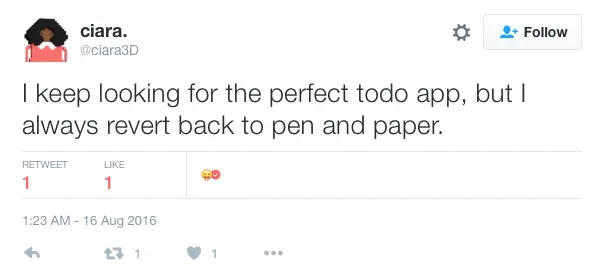 ciara.
@ciara3D
Follow
I keep looking for the perfect todo app, but I
always revert back to pen and paper.
RETWEET LIKE
1 1
1:23 AM - 16 Aug 2016
1 1